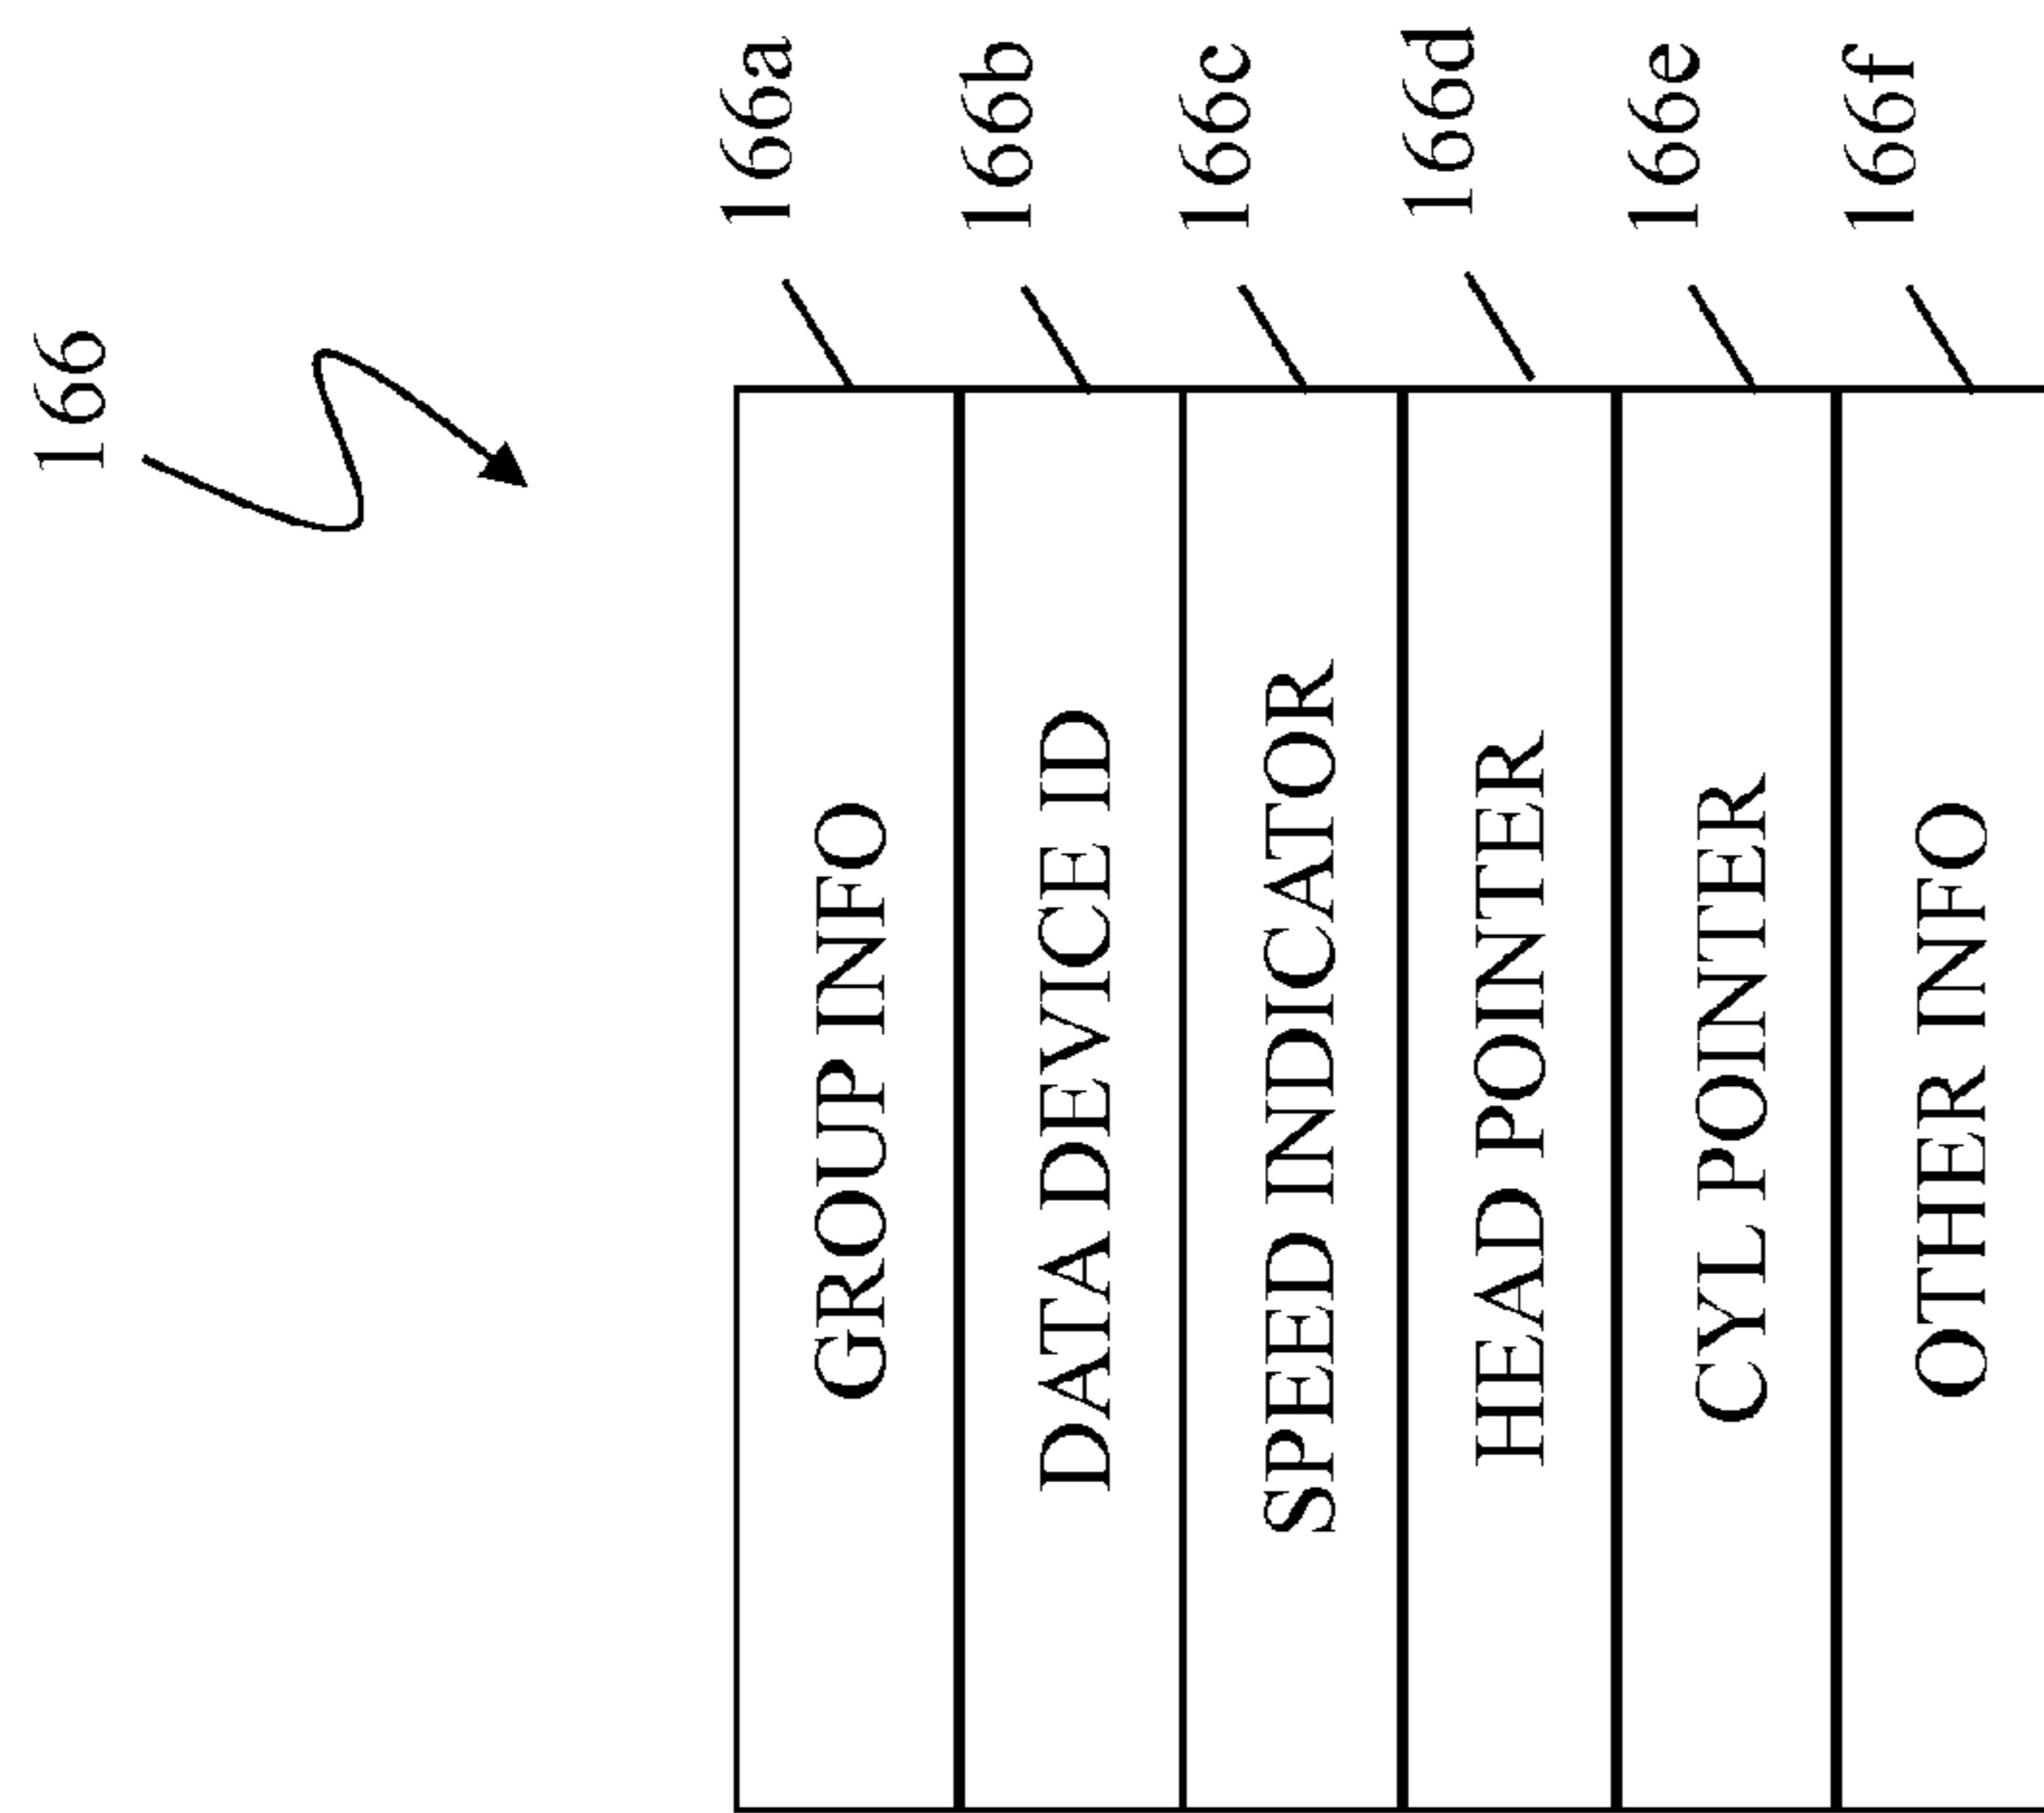 166
GROUP INFO
166a
DATA DEVICE ID
166b
SPEED INDICATOR
166c
HEAD POINTER
166d
CYL POINTER
166e
OTHER INFO
166f